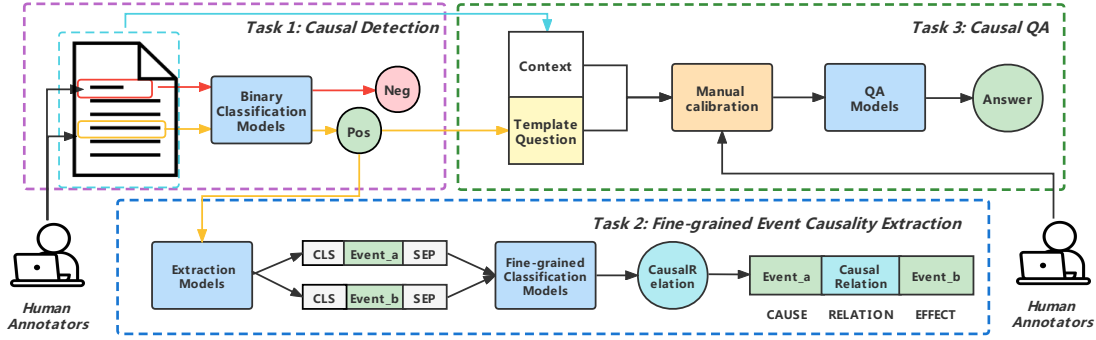 Task 1: Causal Detection
Binary
Classification
Models
Neg
Pos
Human
Annotators
Task 3: Causal QA
Context
Template
Question
Manual
calibration
QA
Models
Answer
Human
Annotators
Task 2: Fine-grained Event Causality Extraction
Extraction
Models
CLS Event_a SEP
CLS Event_b SEP
Fine-grained
Classification
Models
CausalR
elation
Event_a Causal Relation Event_b
CAUSE RELATION EFFECT